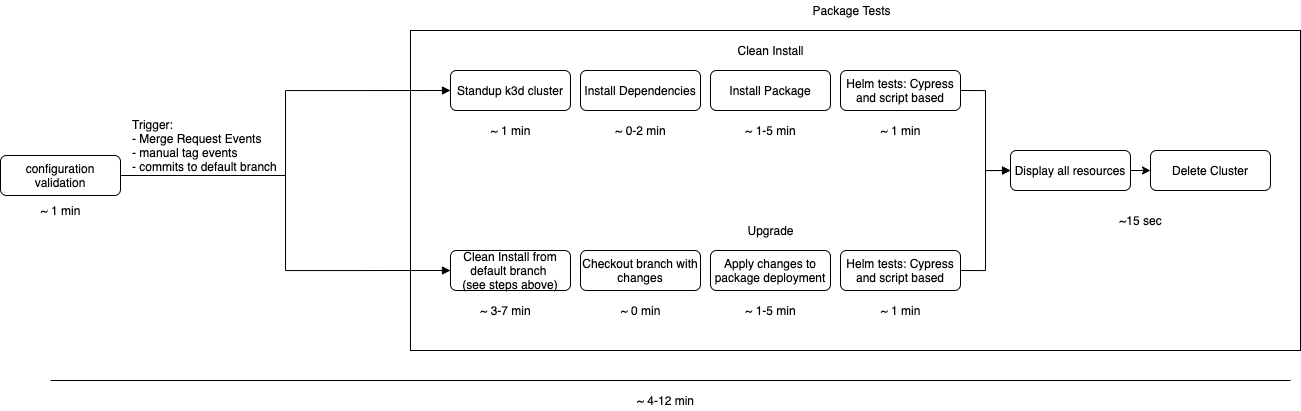 Package Tests
Clean Install
Standup k3d cluster
Install Dependencies
Install Package
Helm tests: Cypress
and script based
~ 1 min
~ 0-2 min
~ 1-5 min
~ 1 min
Trigger:
- Merge Request Events
- manual tag events
- commits to default branch
configuration
validation
~ 1 min
Display all resources
Delete Cluster
~15 sec
Upgrade
Clean Install from
default branch
(see steps above)
Checkout branch with
changes
Apply changes to
package deployment
Helm tests: Cypress
and script based
~ 3-7 min
~ 0 min
~ 1-5 min
~ 1 min
~ 4-12 min